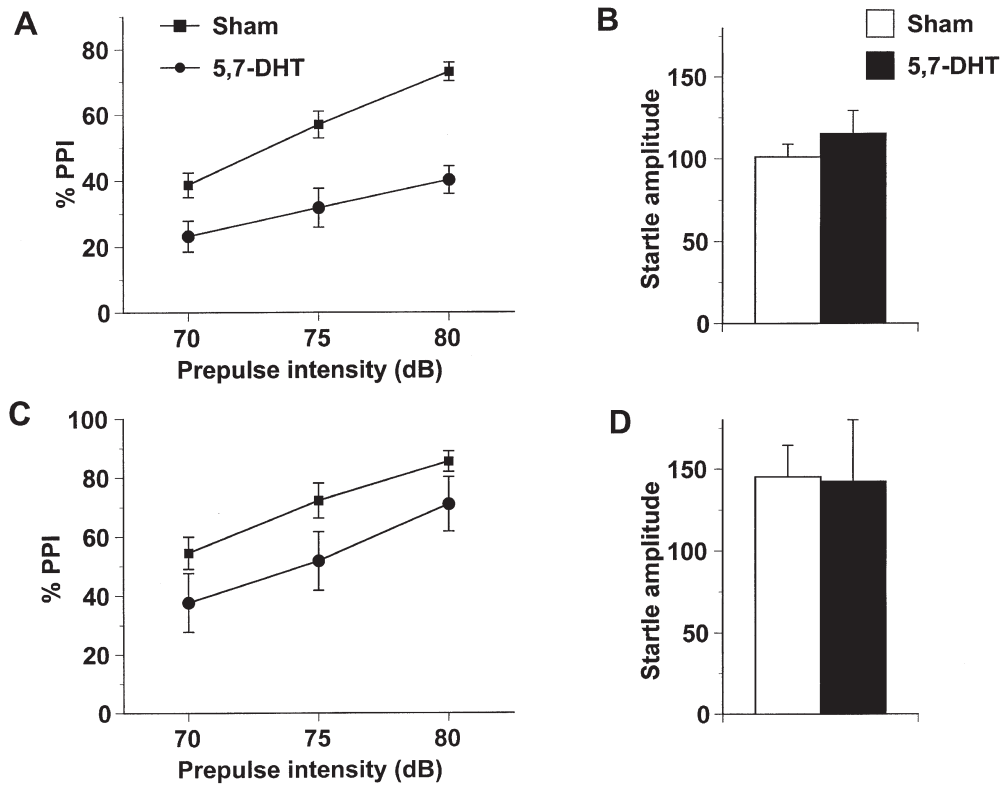 A
Sham
5,7-DHT
80
60
40
20
0
% PPI
70 75 80
Prepulse intensity (dB)
B
Sham
5,7-DHT
150
100
50
0
Startle amplitude
C
100
80
60
40
20
0
% PPI
70 75 80
Prepulse intensity (dB)
D
150
100
50
0
Startle amplitude